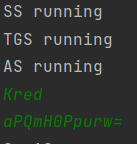 SS running
TGS running
AS running
Kred
aPQmH0Ppurw=